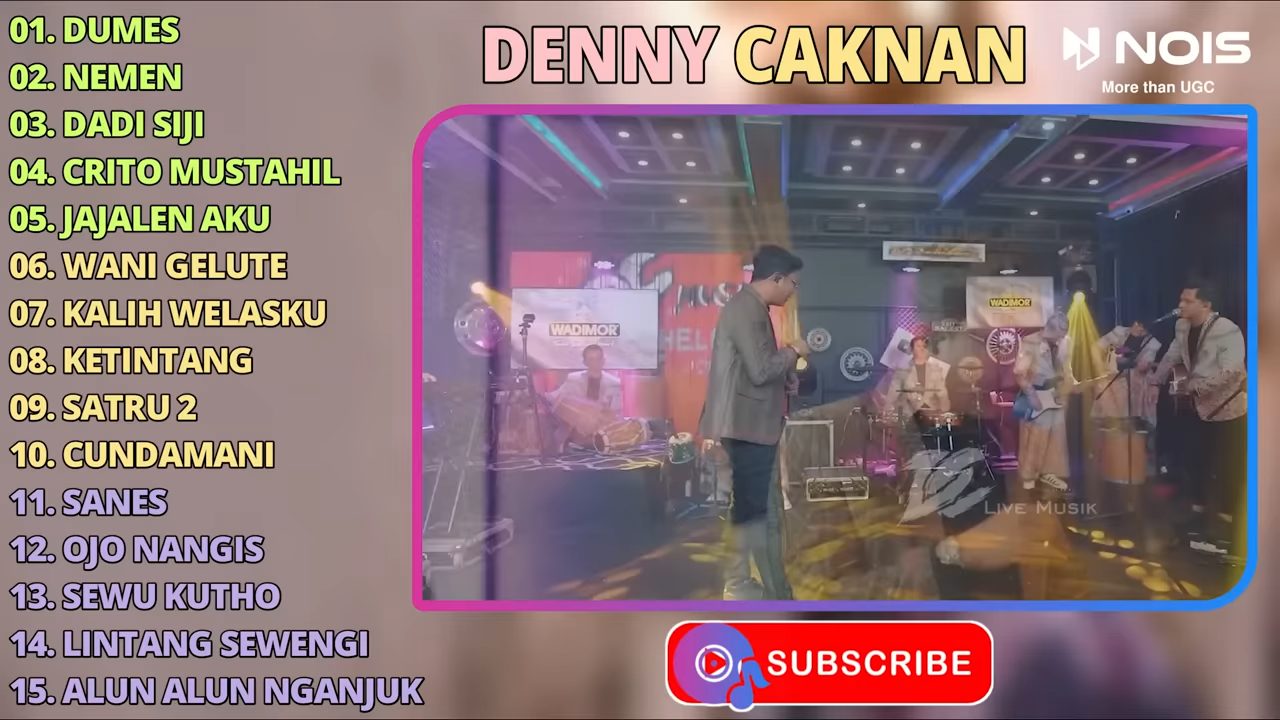 01. DUMES
02. NEMEN
03. DADI SIJI
04. CRITO MUSTAHIL
05. JAJALEN AKU
06. WANI GELUTE
07. KALIH WELASKU
08. KETINTANG
09. SATRU 2
10. CUNDAMANI
11. SANES
12. OJO NANGIS
13. SEWU KUTHO
14. LINTANG SEWENGI
15. ALUN ALUN NGANJUK
DENNY CAKNAN
NOIS
More than UGC
WADIMOR
WADIMOR
LIVE MUSIK
SUBSCRIBE